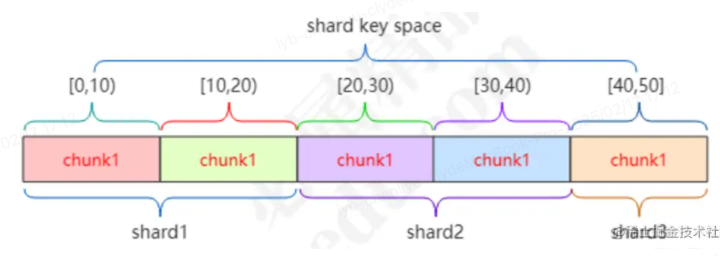 shard key space
[0,10)
[10,20)
[20,30)
[30,40)
[40,50]
chunk1
chunk1
chunk1
chunk1
chunk1
shard1
shard2
shard3
@稀土掘金技术社